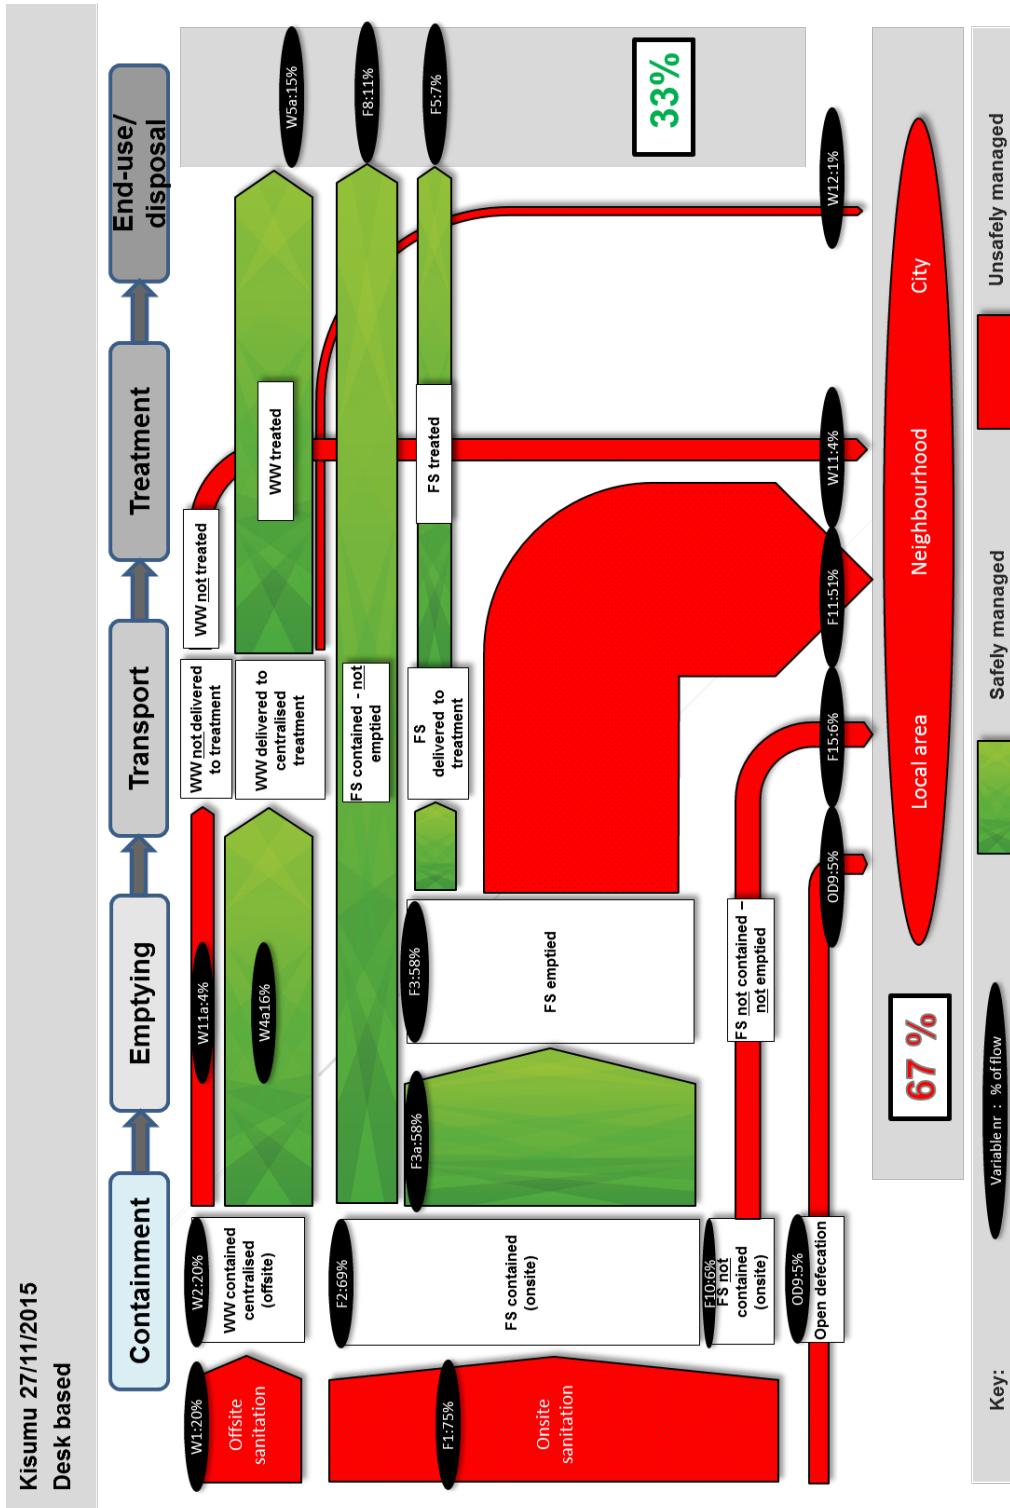 Kisumu 27/11/2015
Desk based
Containment
Emptying
Transport
Treatment
End-use/
disposal
W1:20%
Offsite
sanitation
W2:20%
WW contained
centralised
(offsite)
W11a:4%
W4a16%
WW not delivered
to treatment
WW delivered to
centralised
treatment
WW not treated
WW treated
W5a:15%
F1:75%
Onsite
sanitation
F2:69%
FS contained
(onsite)
FS contained - not
emptied
F8:11%
F3a:58%
F3:58%
FS emptied
FS
delivered to
treatment
FS treated
F5:7%
F10:6%
FS not
contained
(onsite)
FS not contained –
not emptied
OD9:5%
Open defecation
33%
OD9:5%
F15:6%
F11:51%
W11:4%
W12:1%
67 %
Local area
Neighbourhood
City
Key:
Variable nr : % of flow
Safely managed
Unsafely managed